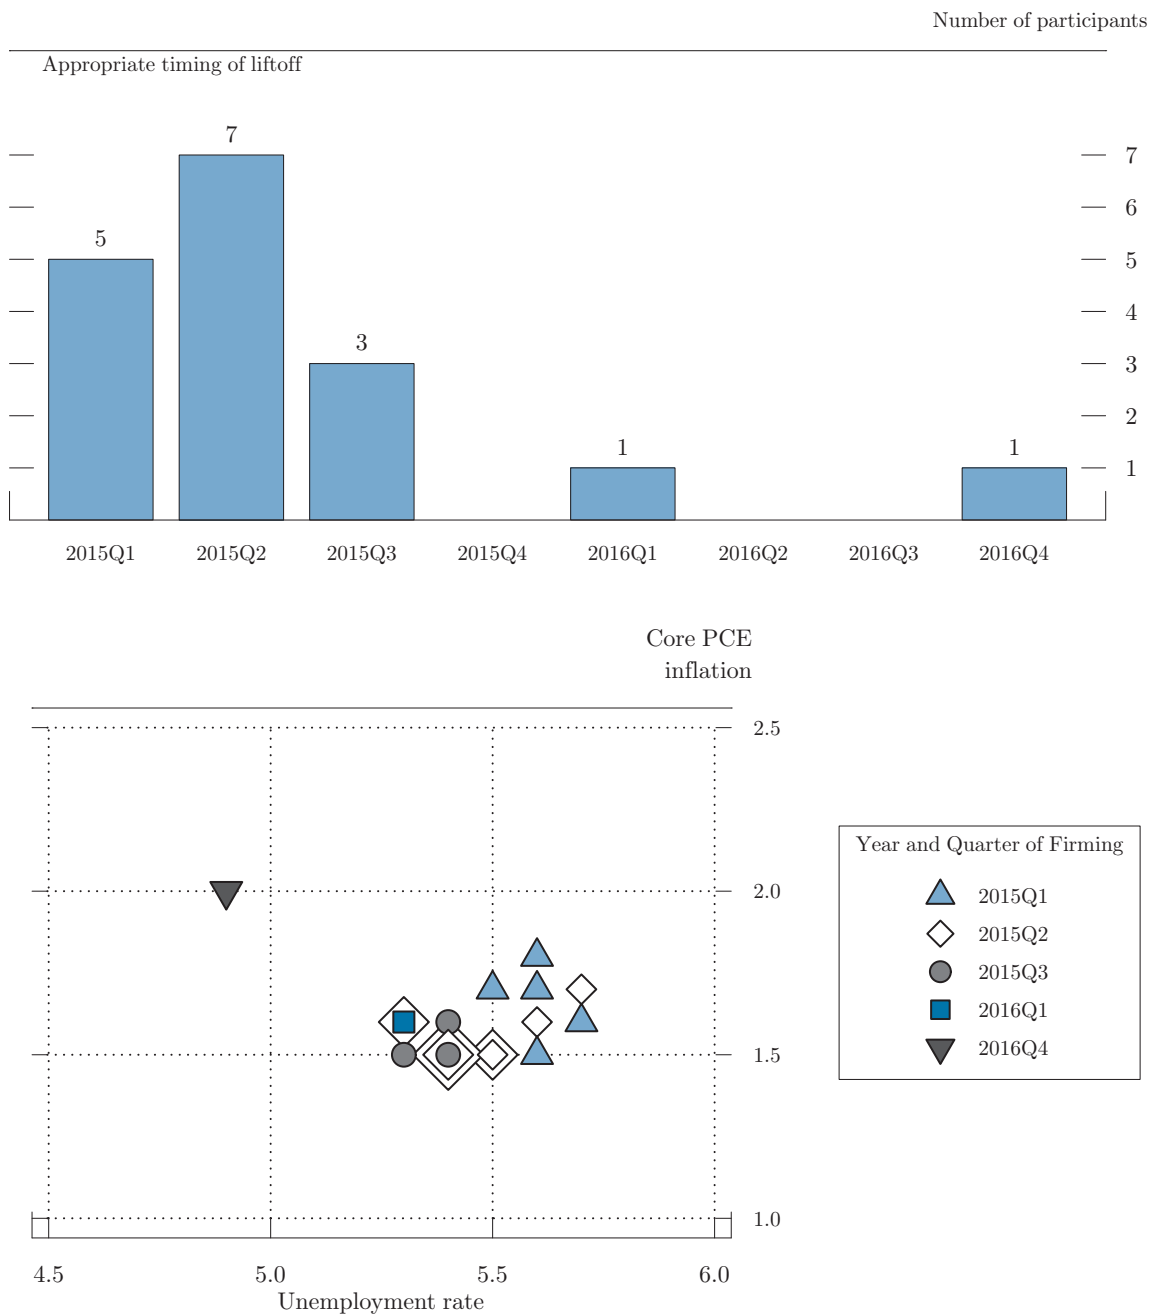 Number of participants
Appropriate timing of liftoff
7
5
3
1
1
7
6
5
4
3
2
1
2015Q1 2015Q2 2015Q3 2015Q4 2016Q1 2016Q2 2016Q3 2016Q4
Core PCE
inflation
2.5
2.0
1.5
1.0
4.5 5.0 5.5 6.0
Unemployment rate
Year and Quarter of Firming
2015Q1
2015Q2
2015Q3
2016Q1
2016Q4